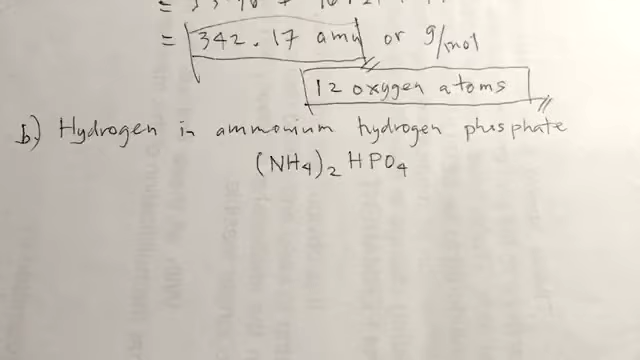 =
= 342.17 amu or g/mol
12 oxygen atoms
b.) Hydrogen in ammonium hydrogen phosphate
(NH4)2 HPO4